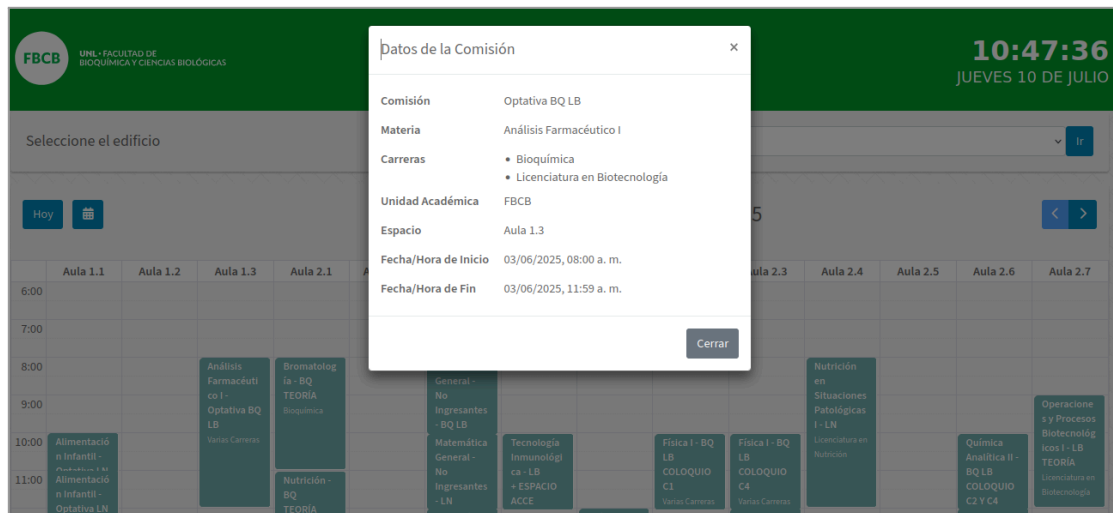 FBCB
UNL • FACULTAD DE
BIOQUÍMICA Y CIENCIAS BIOLÓGICAS
10:47:36
JUEVES 10 DE JULIO
Datos de la Comisión ×
Comisión Optativa BQ LB
Materia Análisis Farmacéutico I
Carreras • Bioquímica
• Licenciatura en Biotecnología
Unidad Académica FBCB
Espacio Aula 1.3
Fecha/Hora de Inicio 03/06/2025, 08:00 a. m.
Fecha/Hora de Fin 03/06/2025, 11:59 a. m.
Cerrar
Seleccione el edificio
Ir
Hoy
5
Aula 1.1 Aula 1.2 Aula 1.3 Aula 2.1 Aula 2.3 Aula 2.4 Aula 2.5 Aula 2.6 Aula 2.7
6:00
7:00
8:00
9:00
10:00
11:00
Alimentació
n Infantil -
Optativa LN
Alimentació
n Infantil -
Optativa LN
Análisis
Farmacéuti
co I -
Optativa BQ
LB
Varias Carreras
Bromatolog
ía - BQ
TEORÍA
Bioquímica
Nutrición -
BQ
TEORÍA
General -
No
Ingresantes
- BQ LB
Matemática
General -
No
Ingresantes
- LN
Tecnología
Inmunológi
ca - LB
+ ESPACIO
ACCE
Física I - BQ
LB
COLOQUIO
C1
Varias Carreras
Física I - BQ
LB
COLOQUIO
C4
Varias Carreras
Nutrición
en
Situaciones
Patológicas
I - LN
Licenciatura en
Nutrición
Química
Analítica II -
BQ LB
COLOQUIO
C2 Y C4
Operacione
s y Procesos
Biotecnológ
icos I - LB
TEORÍA
Licenciatura en
Biotecnología